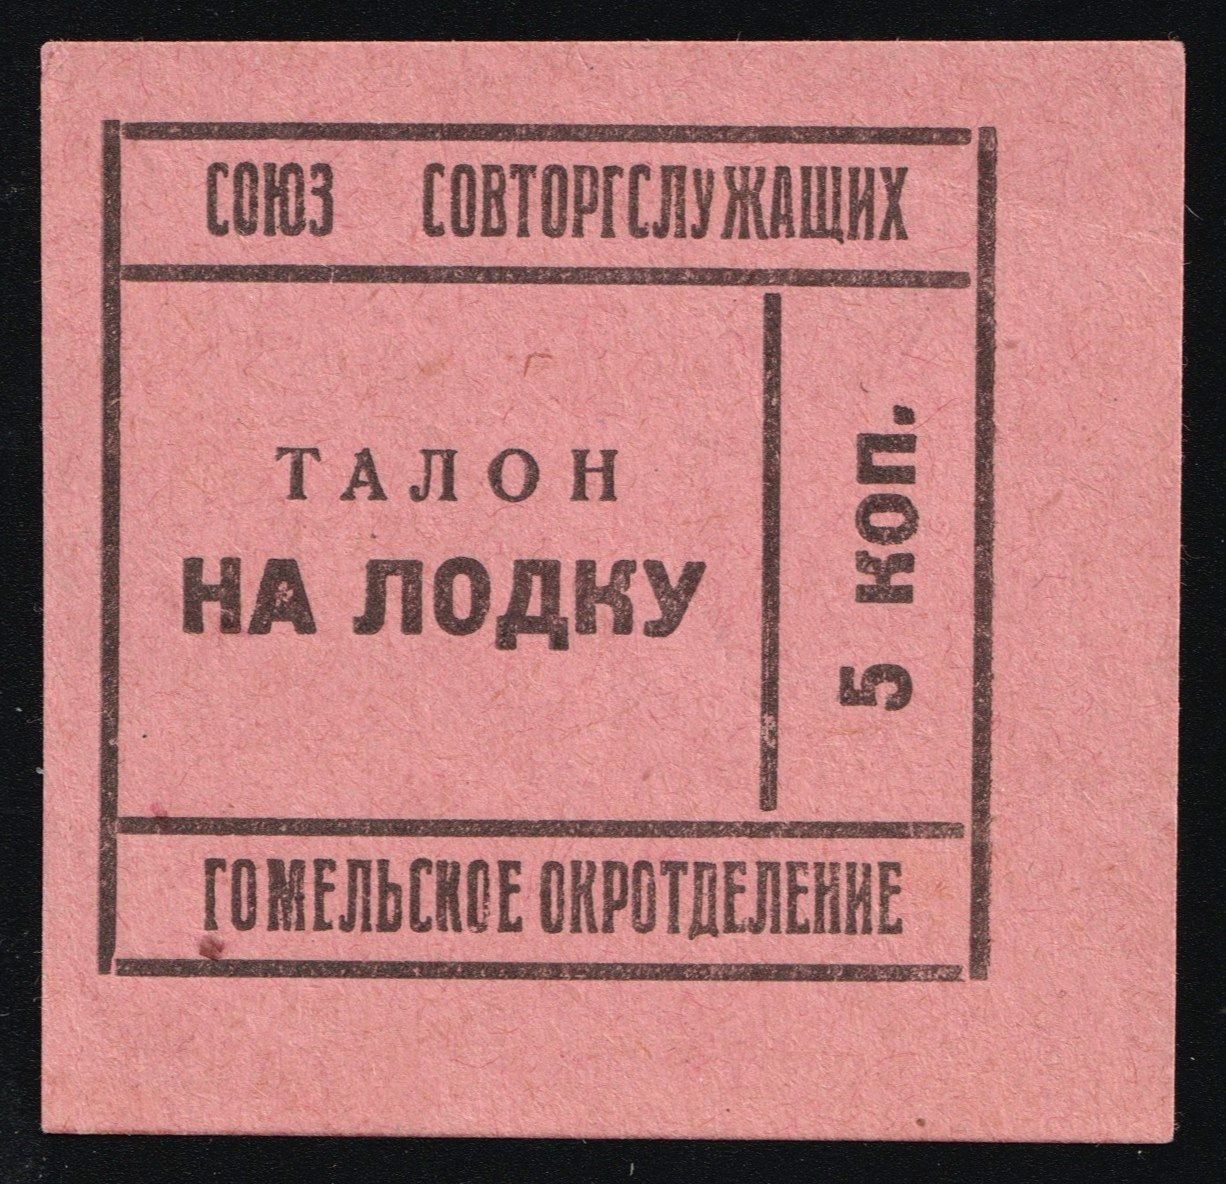 СОЮЗ СОВТОРГСЛУЖАЩИХ
ТАЛОН
НА ЛОДКУ
5 КОП.
ГОМЕЛЬСКОЕ ОКРОТДЕЛЕНИЕ